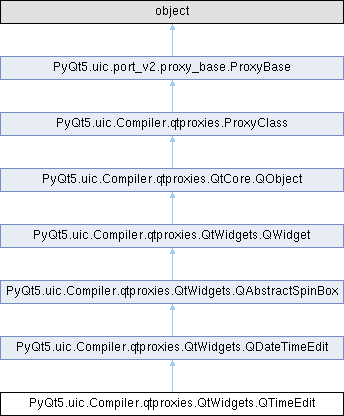 object
PyQt5.uic.port_v2.proxy_base.ProxyBase
PyQt5.uic.Compiler.qtproxies.ProxyClass
PyQt5.uic.Compiler.qtproxies.QtCore.QObject
PyQt5.uic.Compiler.qtproxies.QtWidgets.QWidget
PyQt5.uic.Compiler.qtproxies.QtWidgets.QAbstractSpinBox
PyQt5.uic.Compiler.qtproxies.QtWidgets.QDateTimeEdit
PyQt5.uic.Compiler.qtproxies.QtWidgets.QTimeEdit